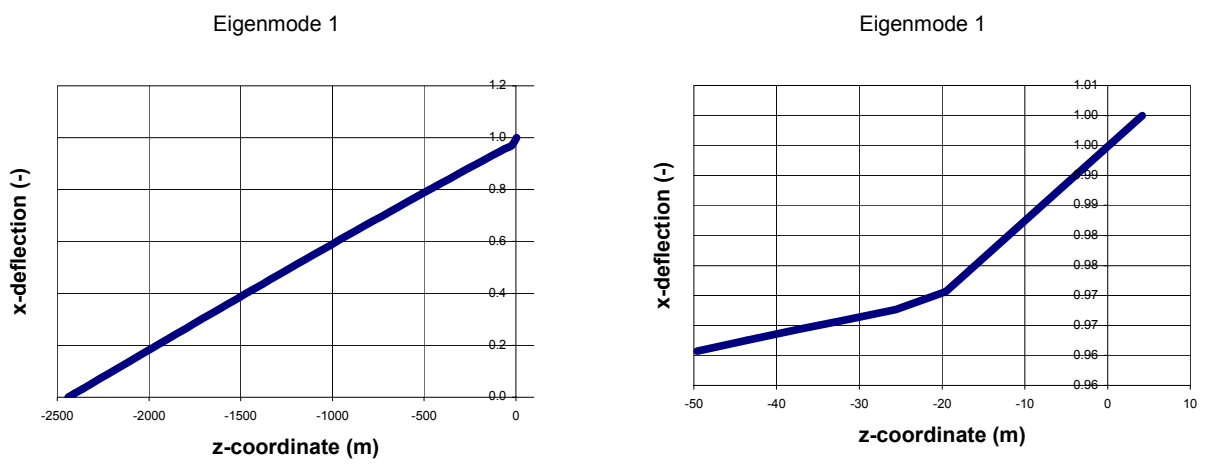 Eigenmode 1
1.2
1.0
0.8
0.6
0.4
0.2
0.0
-2500 -2000 -1500 -1000 -500 0
x-deflection (-)
z-coordinate (m)
Eigenmode 1
1.01
1.00
1.00
0.99
0.99
0.98
0.98
0.97
0.97
0.96
0.96
-50 -40 -30 -20 -10 0 10
x-deflection (-)
z-coordinate (m)